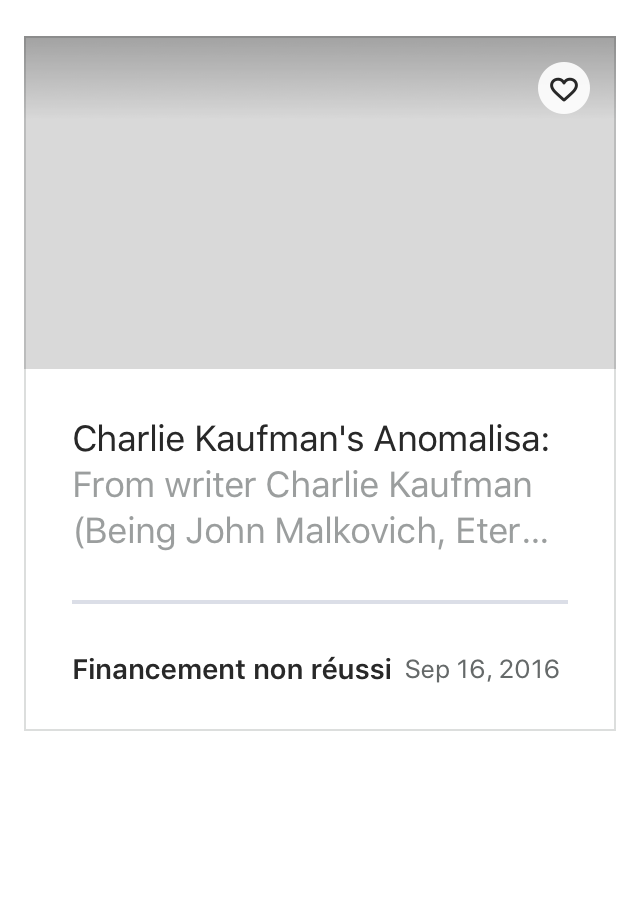 Charlie Kaufman's Anomalisa:
From writer Charlie Kaufman
(Being John Malkovich, Eter...
Financement non réussi Sep 16, 2016